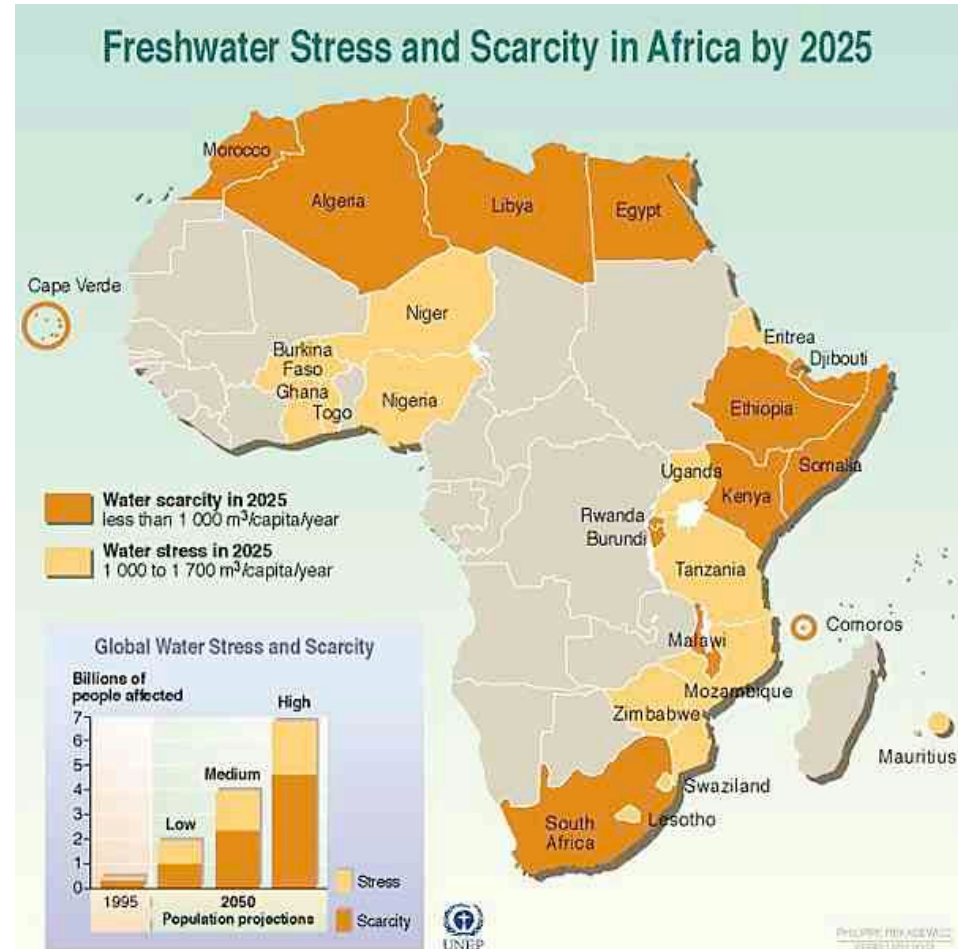 Freshwater Stress and Scarcity in Africa by 2025
Morocco
Algeria
Libya
Egypt
Cape Verde
Niger
Burkina
Faso
Ghana
Togo
Nigeria
Eritrea
Djibouti
Ethiopia
Somalia
Uganda
Kenya
Rwanda
Burundi
Tanzania
Malawi
Comoros
Mozambique
Zimbabwe
Mauritius
Swaziland
Lesotho
South
Africa
Water scarcity in 2025
less than 1 000 m³/capita/year
Water stress in 2025
1 000 to 1 700 m³/capita/year
Global Water Stress and Scarcity
Billions of
people affected
7
6
5
4
3
2
1
0
Low
Medium
High
1995
2050
Population projections
Stress
Scarcity
UNEP